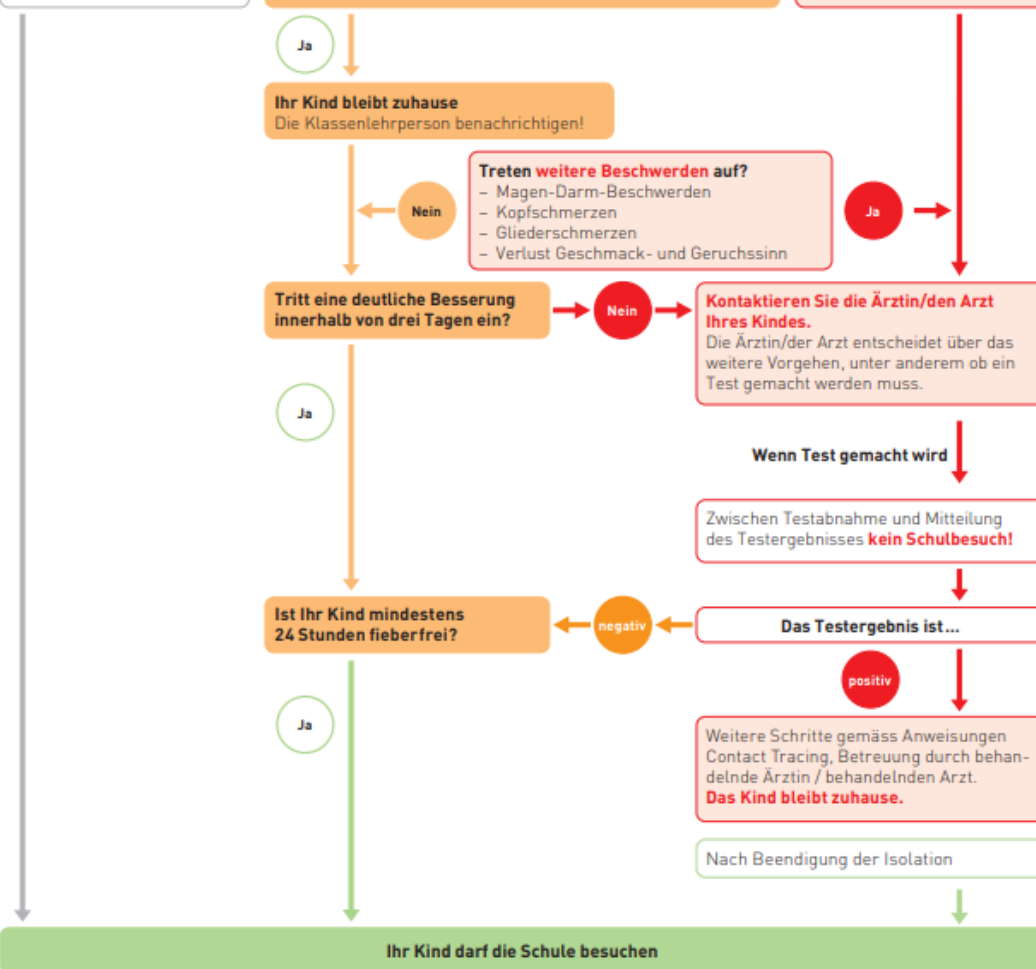 Ja
Ihr Kind bleibt zuhause
Die Klassenlehrperson benachrichtigen!
Treten weitere Beschwerden auf?
– Magen-Darm-Beschwerden
– Kopfschmerzen
– Gliederschmerzen
– Verlust Geschmack- und Geruchssinn
Nein
Ja
Tritt eine deutliche Besserung
innerhalb von drei Tagen ein?
Nein
Kontaktieren Sie die Ärztin/den Arzt
Ihres Kindes.
Die Ärztin/der Arzt entscheidet über das
weitere Vorgehen, unter anderem ob ein
Test gemacht werden muss.
Ja
Wenn Test gemacht wird
Zwischen Testabnahme und Mitteilung
des Testergebnisses kein Schulbesuch!
Ist Ihr Kind mindestens
24 Stunden fieberfrei?
negativ
Das Testergebnis ist...
positiv
Ja
Weitere Schritte gemäss Anweisungen
Contact Tracing, Betreuung durch behan-
delnde Ärztin / behandelnden Arzt.
Das Kind bleibt zuhause.
Nach Beendigung der Isolation
Ihr Kind darf die Schule besuchen